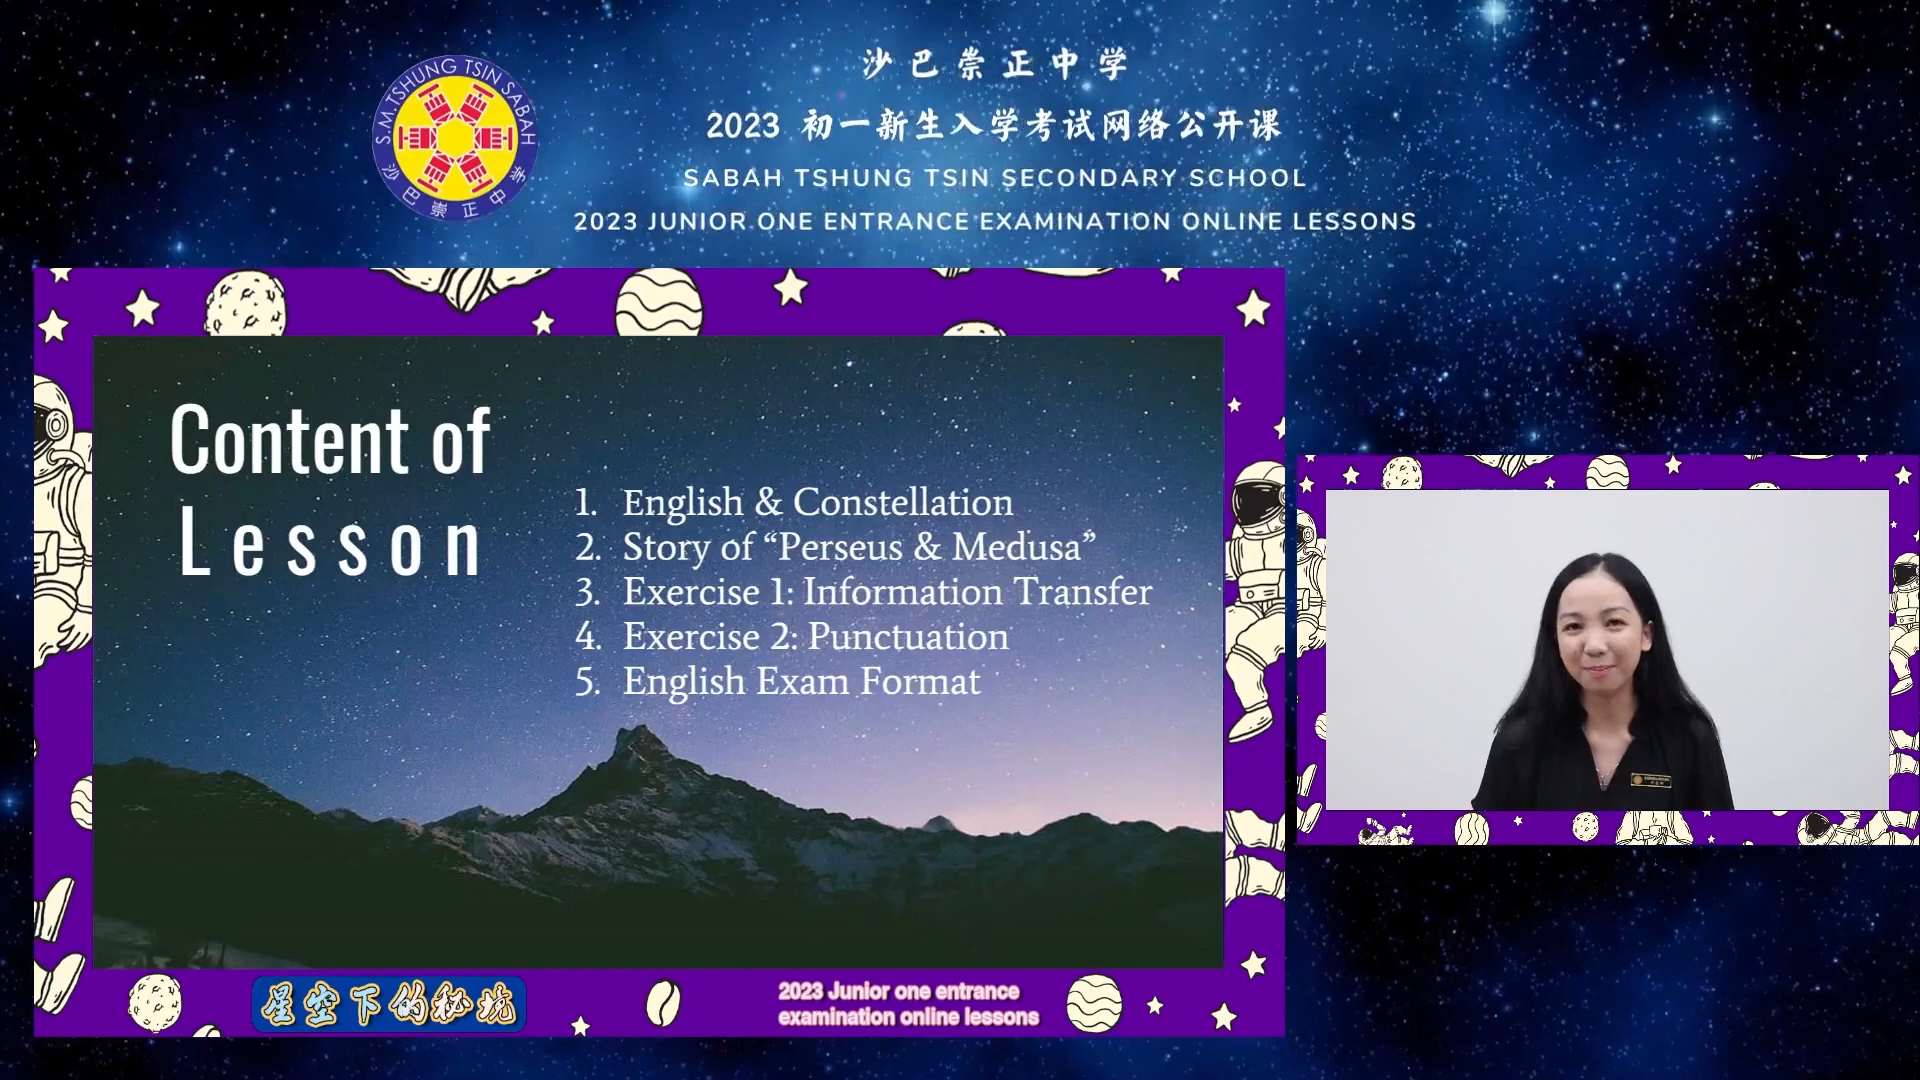 S.M TSHUNG TSIN SABAH
沙巴崇正中学
沙巴崇正中学
2023 初一新生入学考试网络公开课
SABAH TSHUNG TSIN SECONDARY SCHOOL
2023 JUNIOR ONE ENTRANCE EXAMINATION ONLINE LESSONS
Content of
Lesson
1. English & Constellation
2. Story of “Perseus & Medusa”
3. Exercise 1: Information Transfer
4. Exercise 2: Punctuation
5. English Exam Format
星空下的秘境
2023 Junior one entrance
examination online lessons